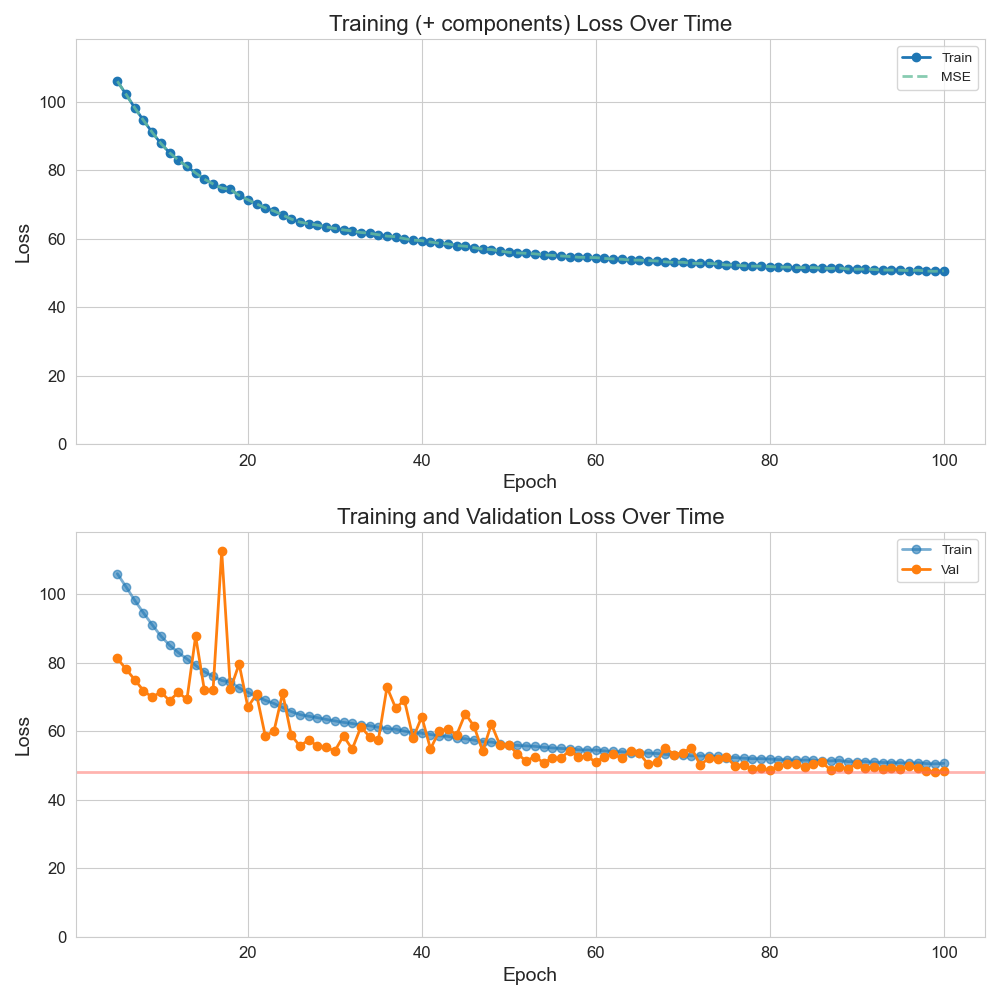 Training (+ components) Loss Over Time
Train
MSE
Loss
100
80
60
40
20
0
20 40 60 80 100
Epoch
Training and Validation Loss Over Time
Train
Val
Loss
100
80
60
40
20
0
20 40 60 80 100
Epoch